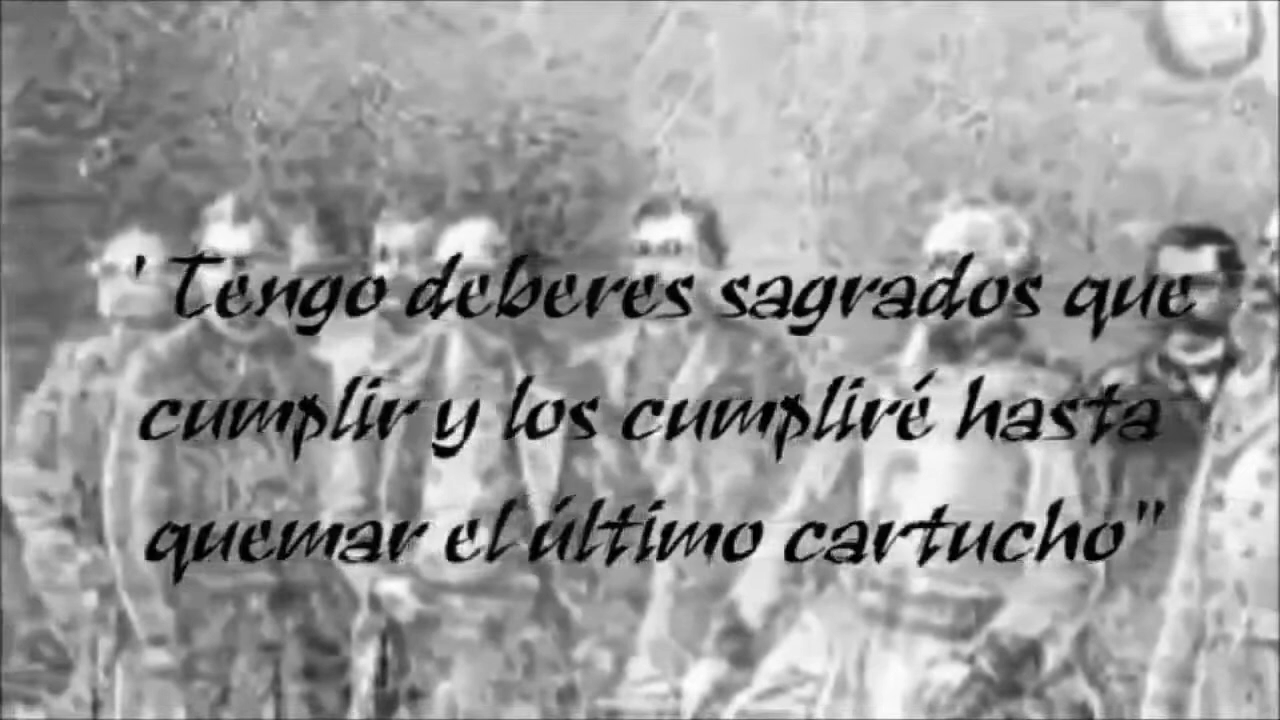 ' Tengo deberes sagrados que
cumplir y los cumpliré hasta
quemar el último cartucho"